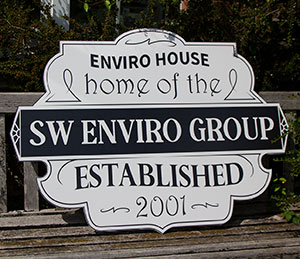 ENVIRO HOUSE
home of the
SW ENVIRO GROUP
ESTABLISHED
2001